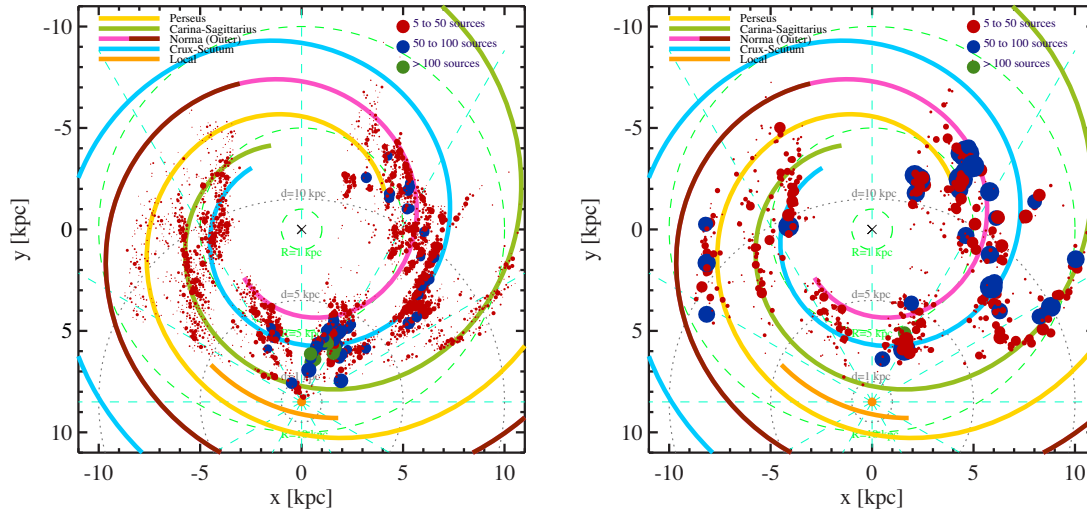 Perseus
Carina-Sagittarius
Norma (Outer)
Crux-Scutum
Local
5 to 50 sources
50 to 100 sources
> 100 sources
-10
-5
0
5
10
y [kpc]
d=10 kpc
R=1 kpc
d=5 kpc
-10
-5
0
5
10
x [kpc]
Perseus
Carina-Sagittarius
Norma (Outer)
Crux-Scutum
Local
5 to 50 sources
50 to 100 sources
> 100 sources
-10
-5
0
5
10
y [kpc]
d=10 kpc
R=1 kpc
d=5 kpc
R=5 kpc
d=1 kpc
-10
-5
0
5
10
x [kpc]